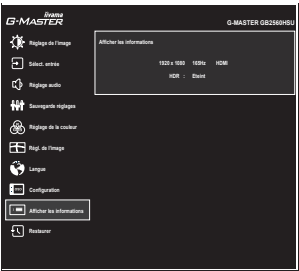 iiyama
G-MASTER
G-MASTER GB2560HSU
Réglage de l'image
Afficher les informations
1920 x 1080 165Hz HDMI
HDR : Eteint
Sélect. entrée
Réglage audio
Sauvegarde réglages
Réglage de la couleur
Régl. de l'image
Langue
Configuration
Afficher les informations
Restaurer